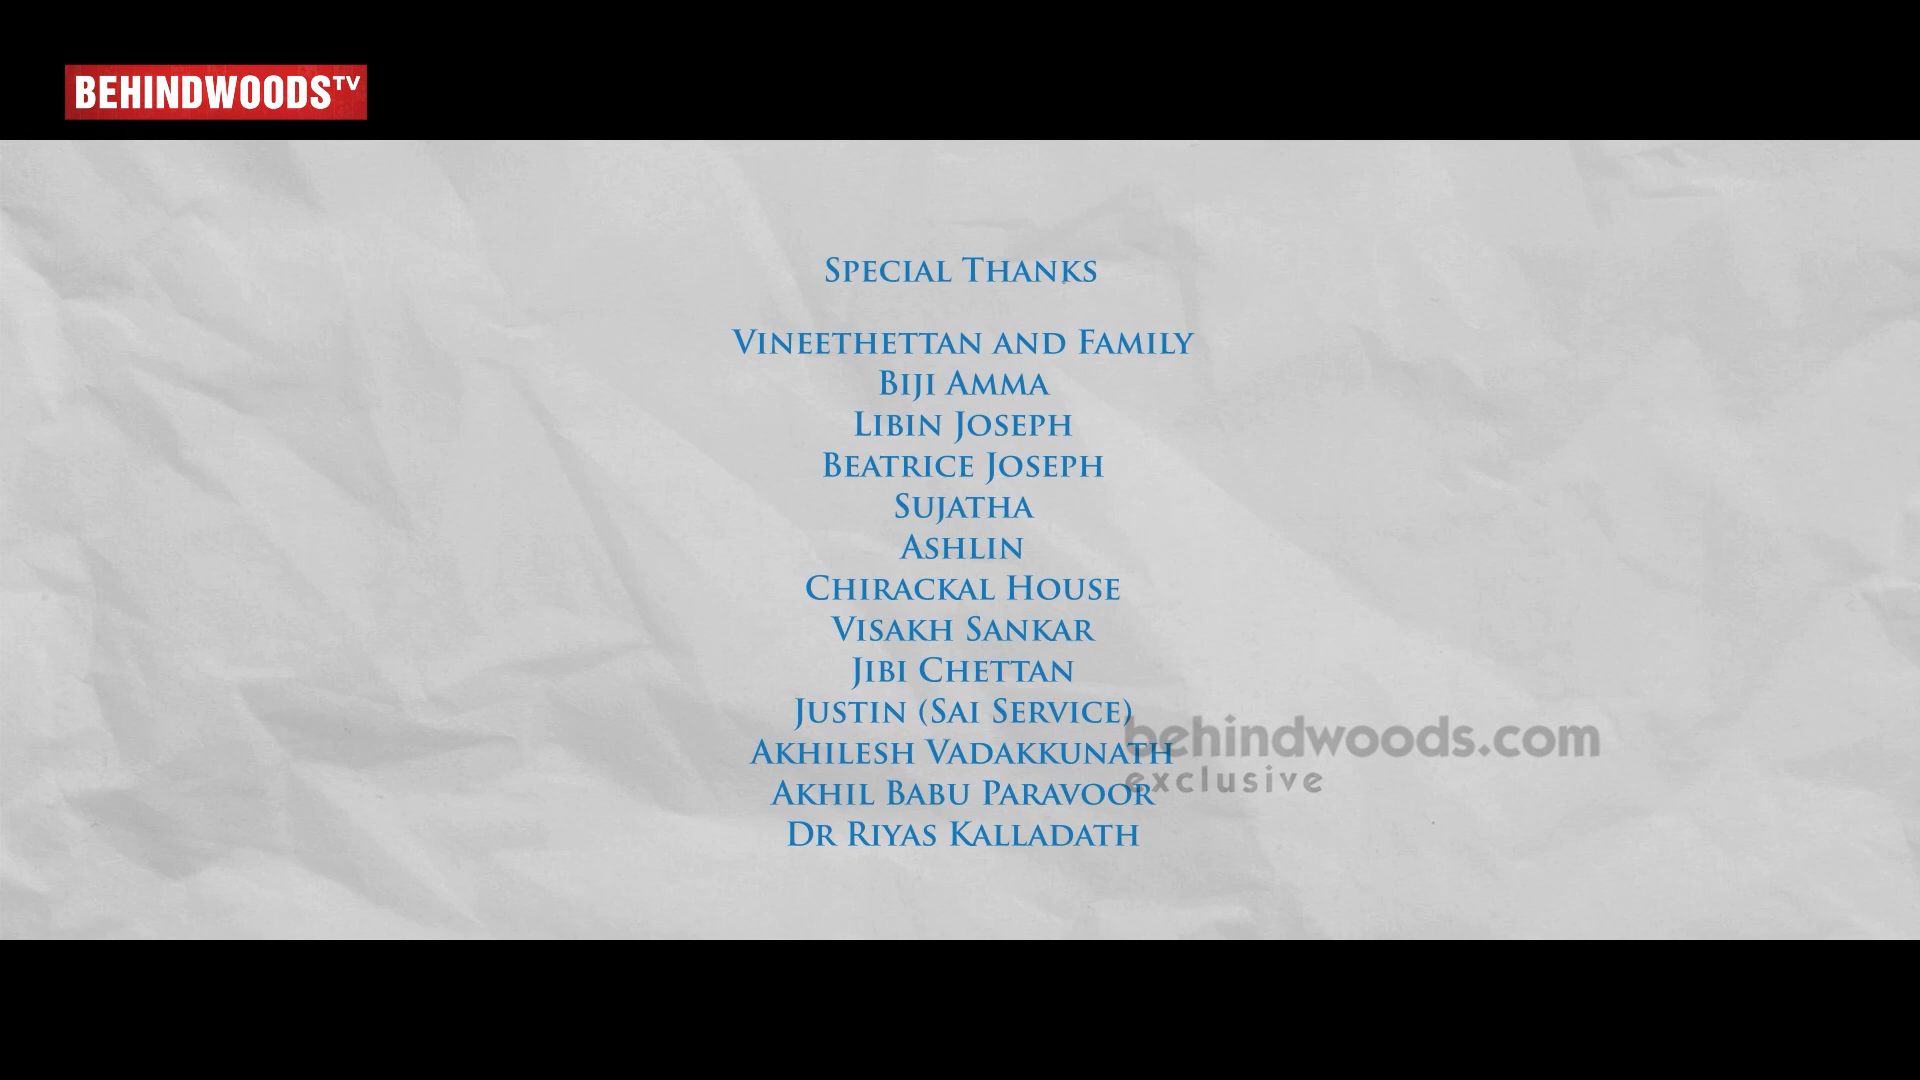 BEHINDWOODS TV
Special Thanks
Vineethettan and Family
Biji Amma
Libin Joseph
Beatrice Joseph
Sujatha
Ashlin
Chirackal House
Visakh Sankar
Jibi Chettan
Justin (Sai Service)
behindwoods.com
Akhilesh Vadakkunath
exclusive
Akhil Babu Paravoor
Dr Riyas Kalladath